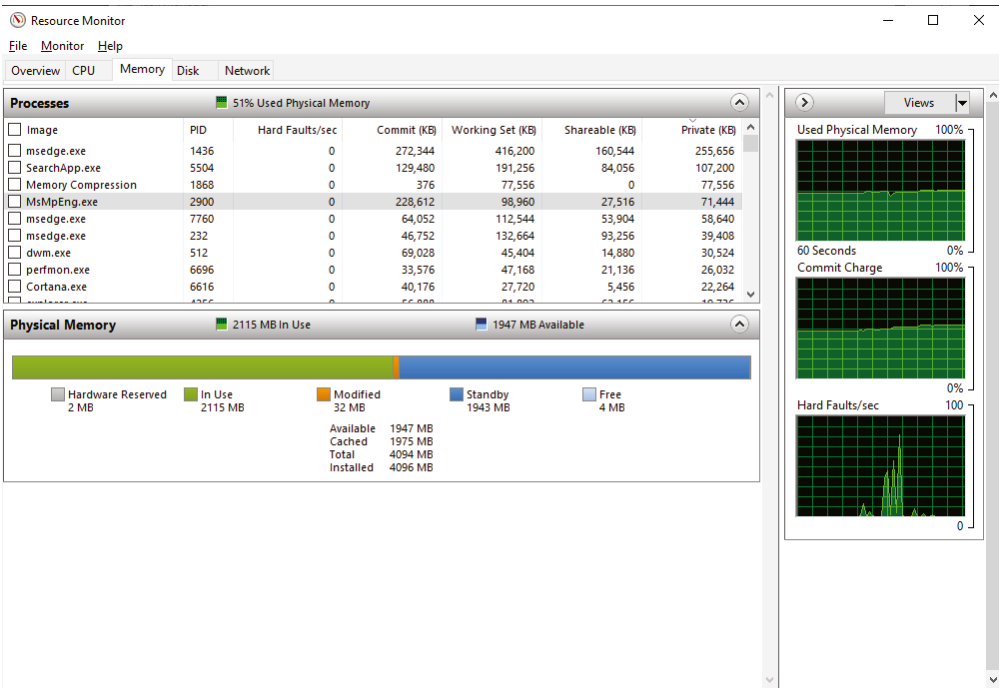 Resource Monitor
File Monitor Help
Overview CPU Memory Disk Network
Processes 51% Used Physical Memory
Image PID Hard Faults/sec Commit (KB) Working Set (KB) Shareable (KB) Private (KB)
msedge.exe 1436 0 272,344 416,200 160,544 255,656
SearchApp.exe 5504 0 129,480 191,256 84,056 107,200
Memory Compression 1868 0 376 77,556 0 77,556
MsMpEng.exe 2900 0 228,612 98,960 27,516 71,444
msedge.exe 7760 0 64,052 112,544 53,904 58,640
msedge.exe 232 0 46,752 132,664 93,256 39,408
dwm.exe 512 0 69,028 45,404 14,880 30,524
perfmon.exe 6696 0 33,576 47,168 21,136 26,032
Cortana.exe 6616 0 40,176 27,720 5,456 22,264
Physical Memory 2115 MB In Use 1947 MB Available
Hardware Reserved In Use Modified Standby Free
2 MB 2115 MB 32 MB 1943 MB 4 MB
Available 1947 MB
Cached 1975 MB
Total 4094 MB
Installed 4096 MB
Views
Used Physical Memory 100%
60 Seconds 0%
Commit Charge 100%
0%
Hard Faults/sec 100
0